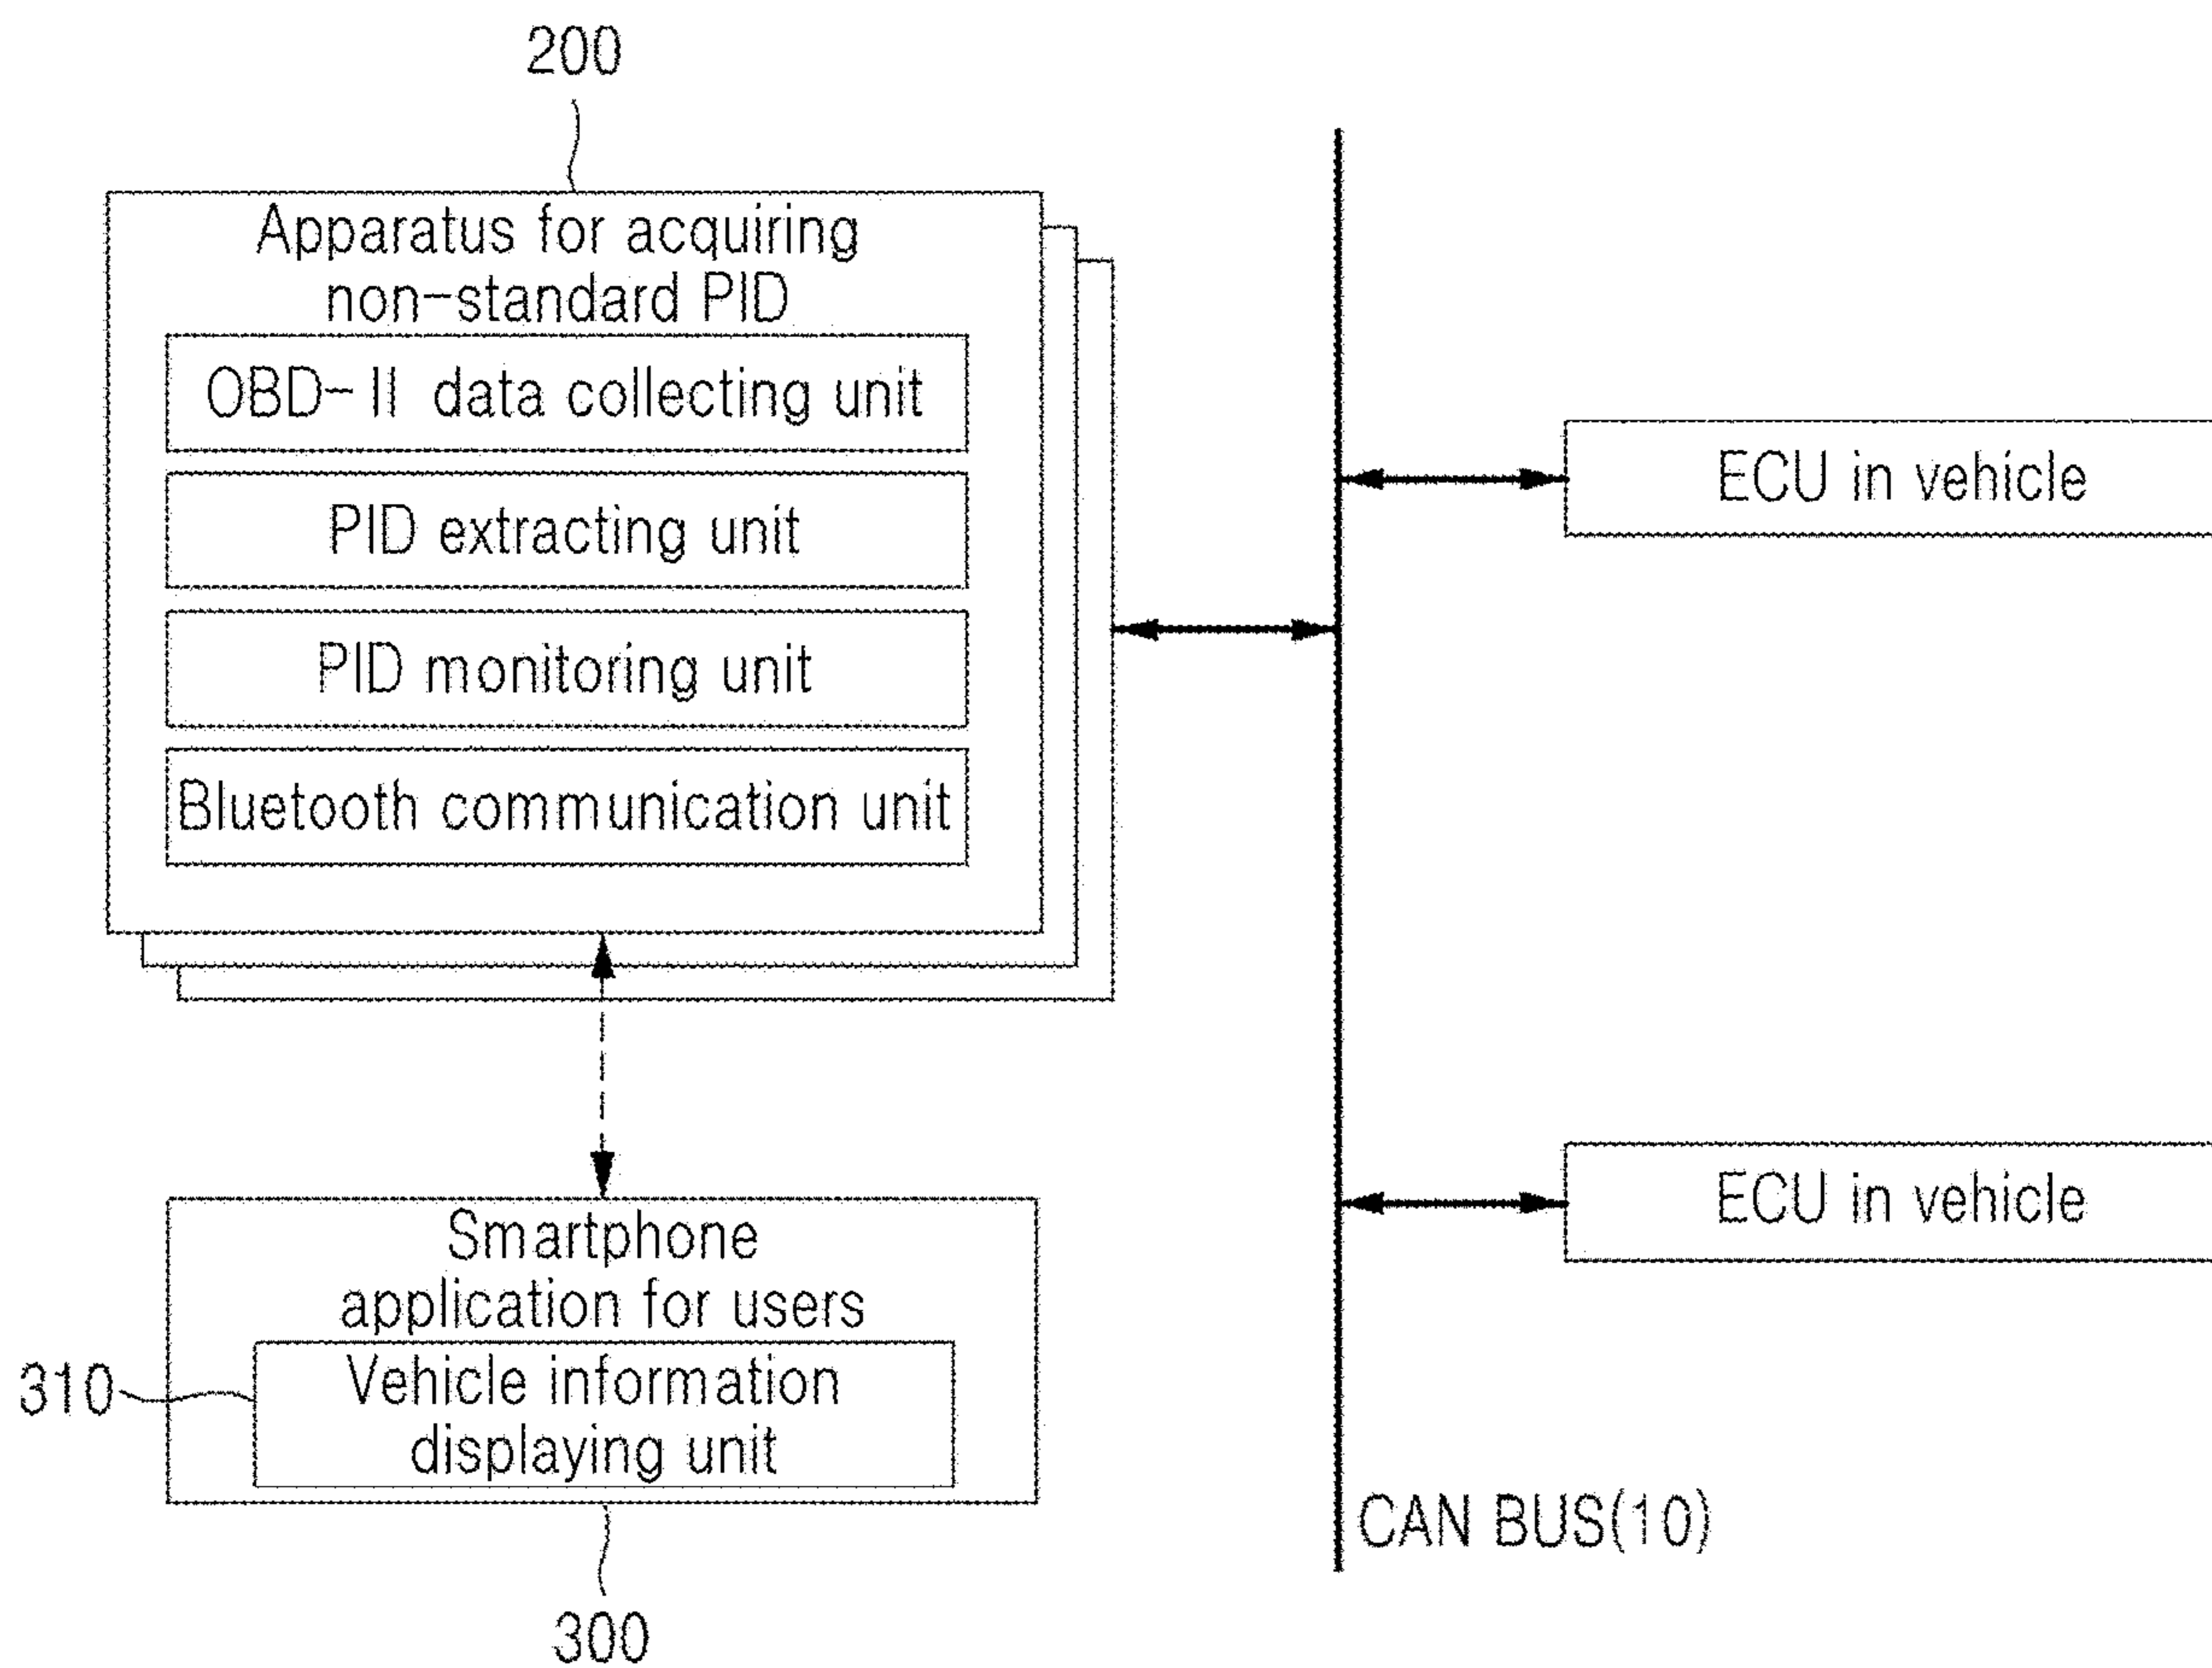 200
Apparatus for acquiring
non-standard PID
OBD-II data collecting unit
PID extracting unit
PID monitoring unit
Bluetooth communication unit
ECU in vehicle
ECU in vehicle
Smartphone
application for users
310
Vehicle information
displaying unit
CAN BUS(10)
300